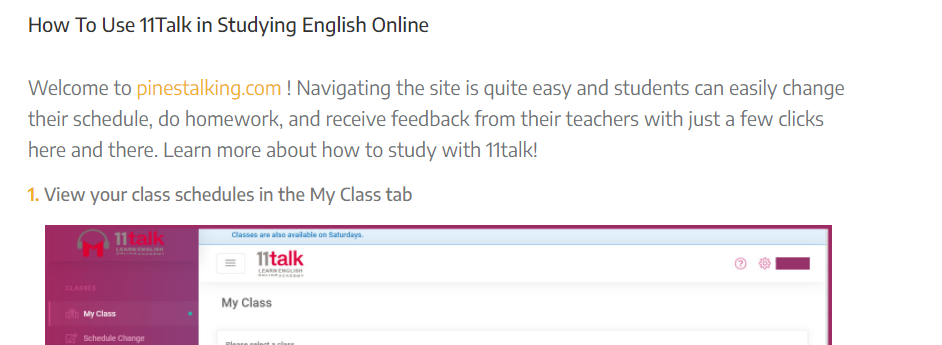 How To Use 11Talk in Studying English Online
Welcome to pinestalking.com ! Navigating the site is quite easy and students can easily change
their schedule, do homework, and receive feedback from their teachers with just a few clicks
here and there. Learn more about how to study with 11talk!
1. View your class schedules in the My Class tab
11talk
LEARN ENGLISH
ONLINE ACADEMY
Classes are also available on Saturdays.
11talk
LEARN ENGLISH
ONLINE ACADEMY
CLASSES
My Class
My Class
Schedule Change
Please select a class